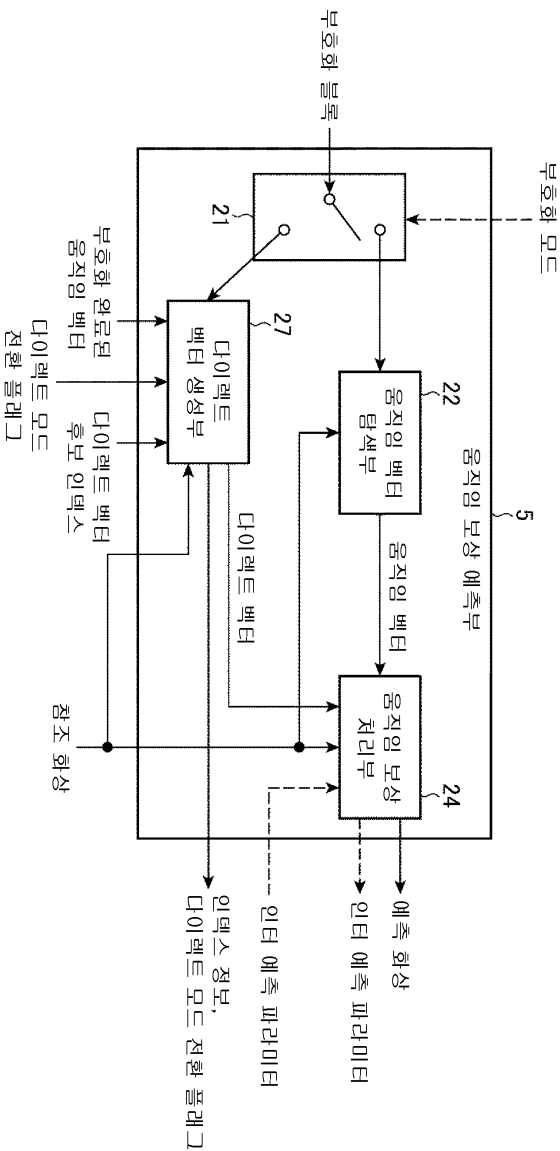 부호화 모드
부호화 블록
21
22
움직임 벡터
탐색부
움직임 벡터
5
움직임 보상 예측부
24
움직임 보상
처리부
예측 화상
인터 예측 파라미터
인터 예측 파라미터
27
다이렉트
벡터 생성부
다이렉트 벡터
부호화 완료된
움직임 벡터
다이렉트 모드
전환 플래그
다이렉트 벡터
후보 인덱스
참조 화상
인덱스 정보,
다이렉트 모드 전환 플래그